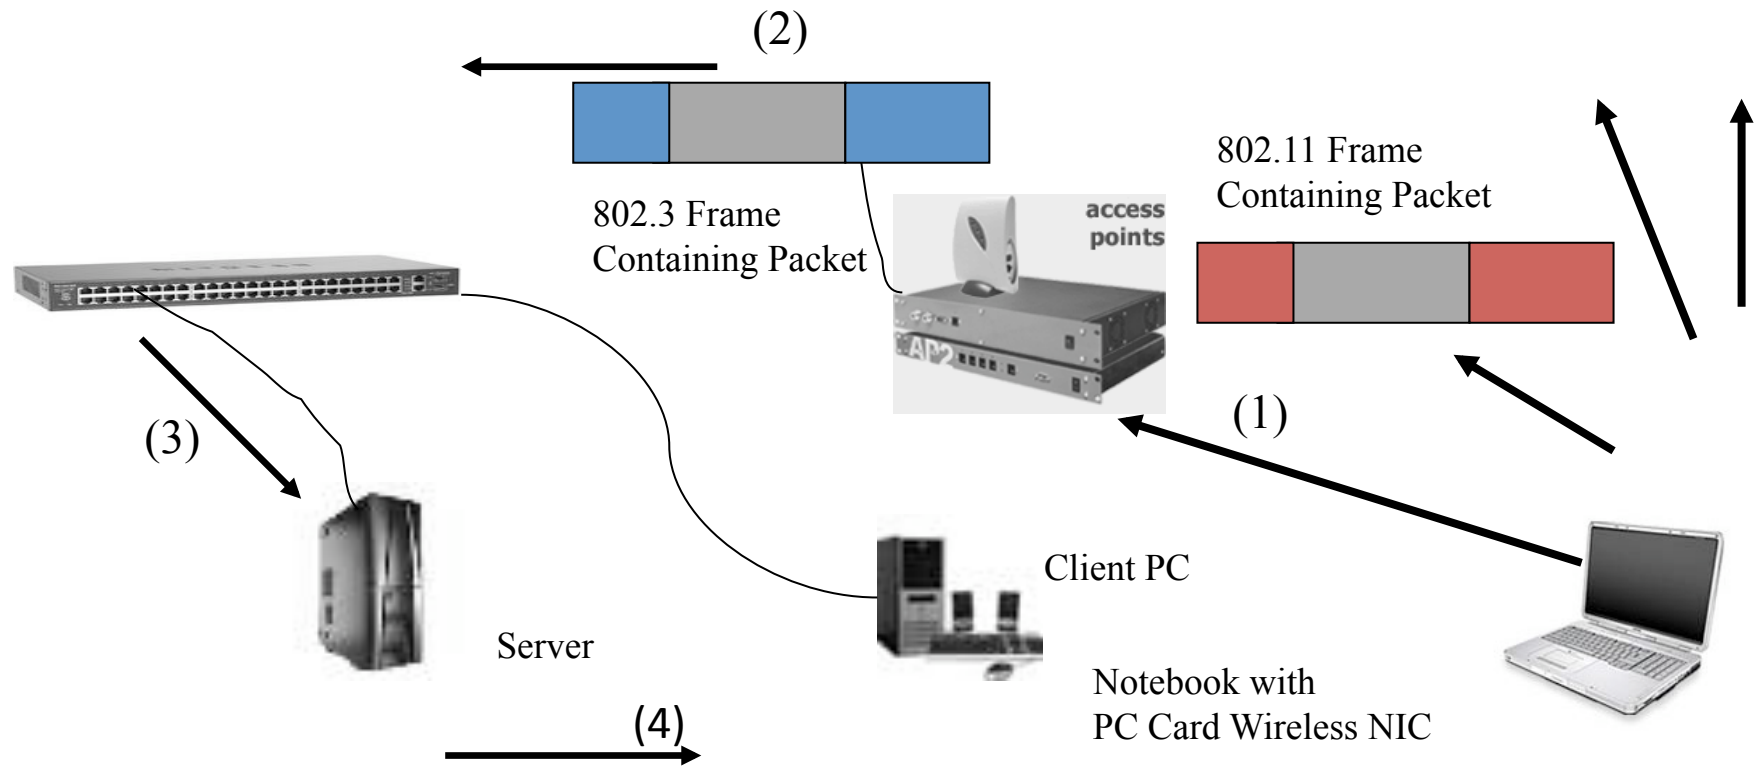 (2)
802.11 Frame
Containing Packet
802.3 Frame
Containing Packet
access
points
AP2
(1)
(3)
Client PC
Server
Notebook with
PC Card Wireless NIC
(4)